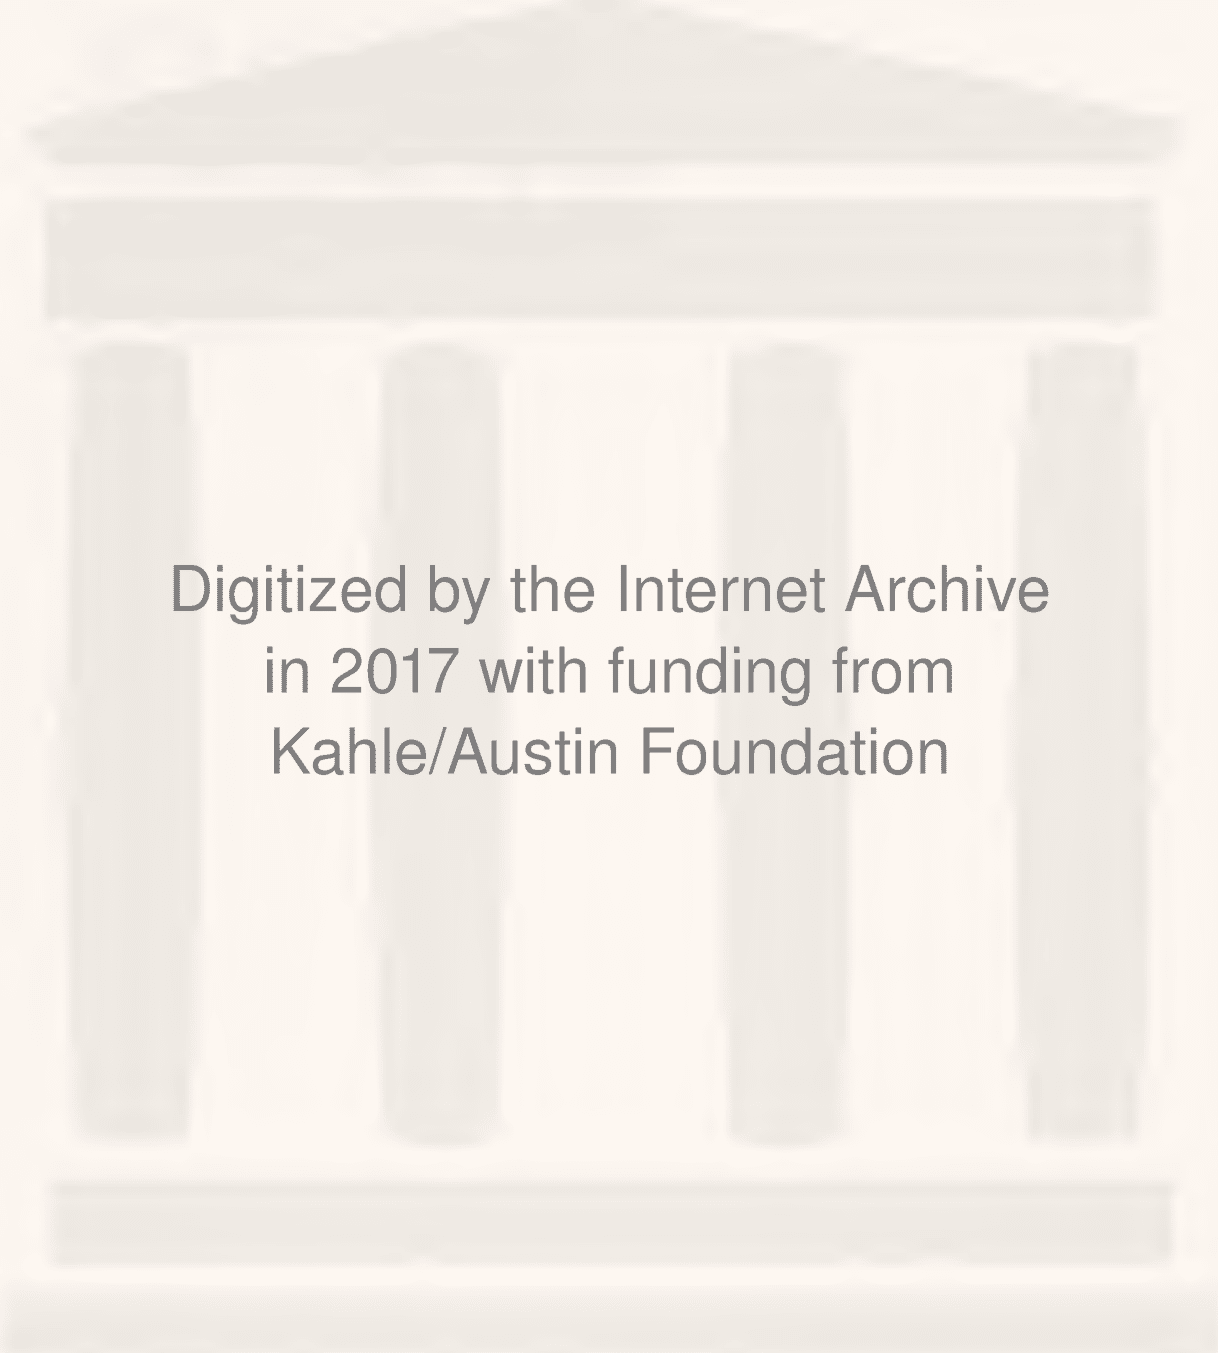 Digitized by the Internet Archive
in 2017 with funding from
Kahle/Austin Foundation